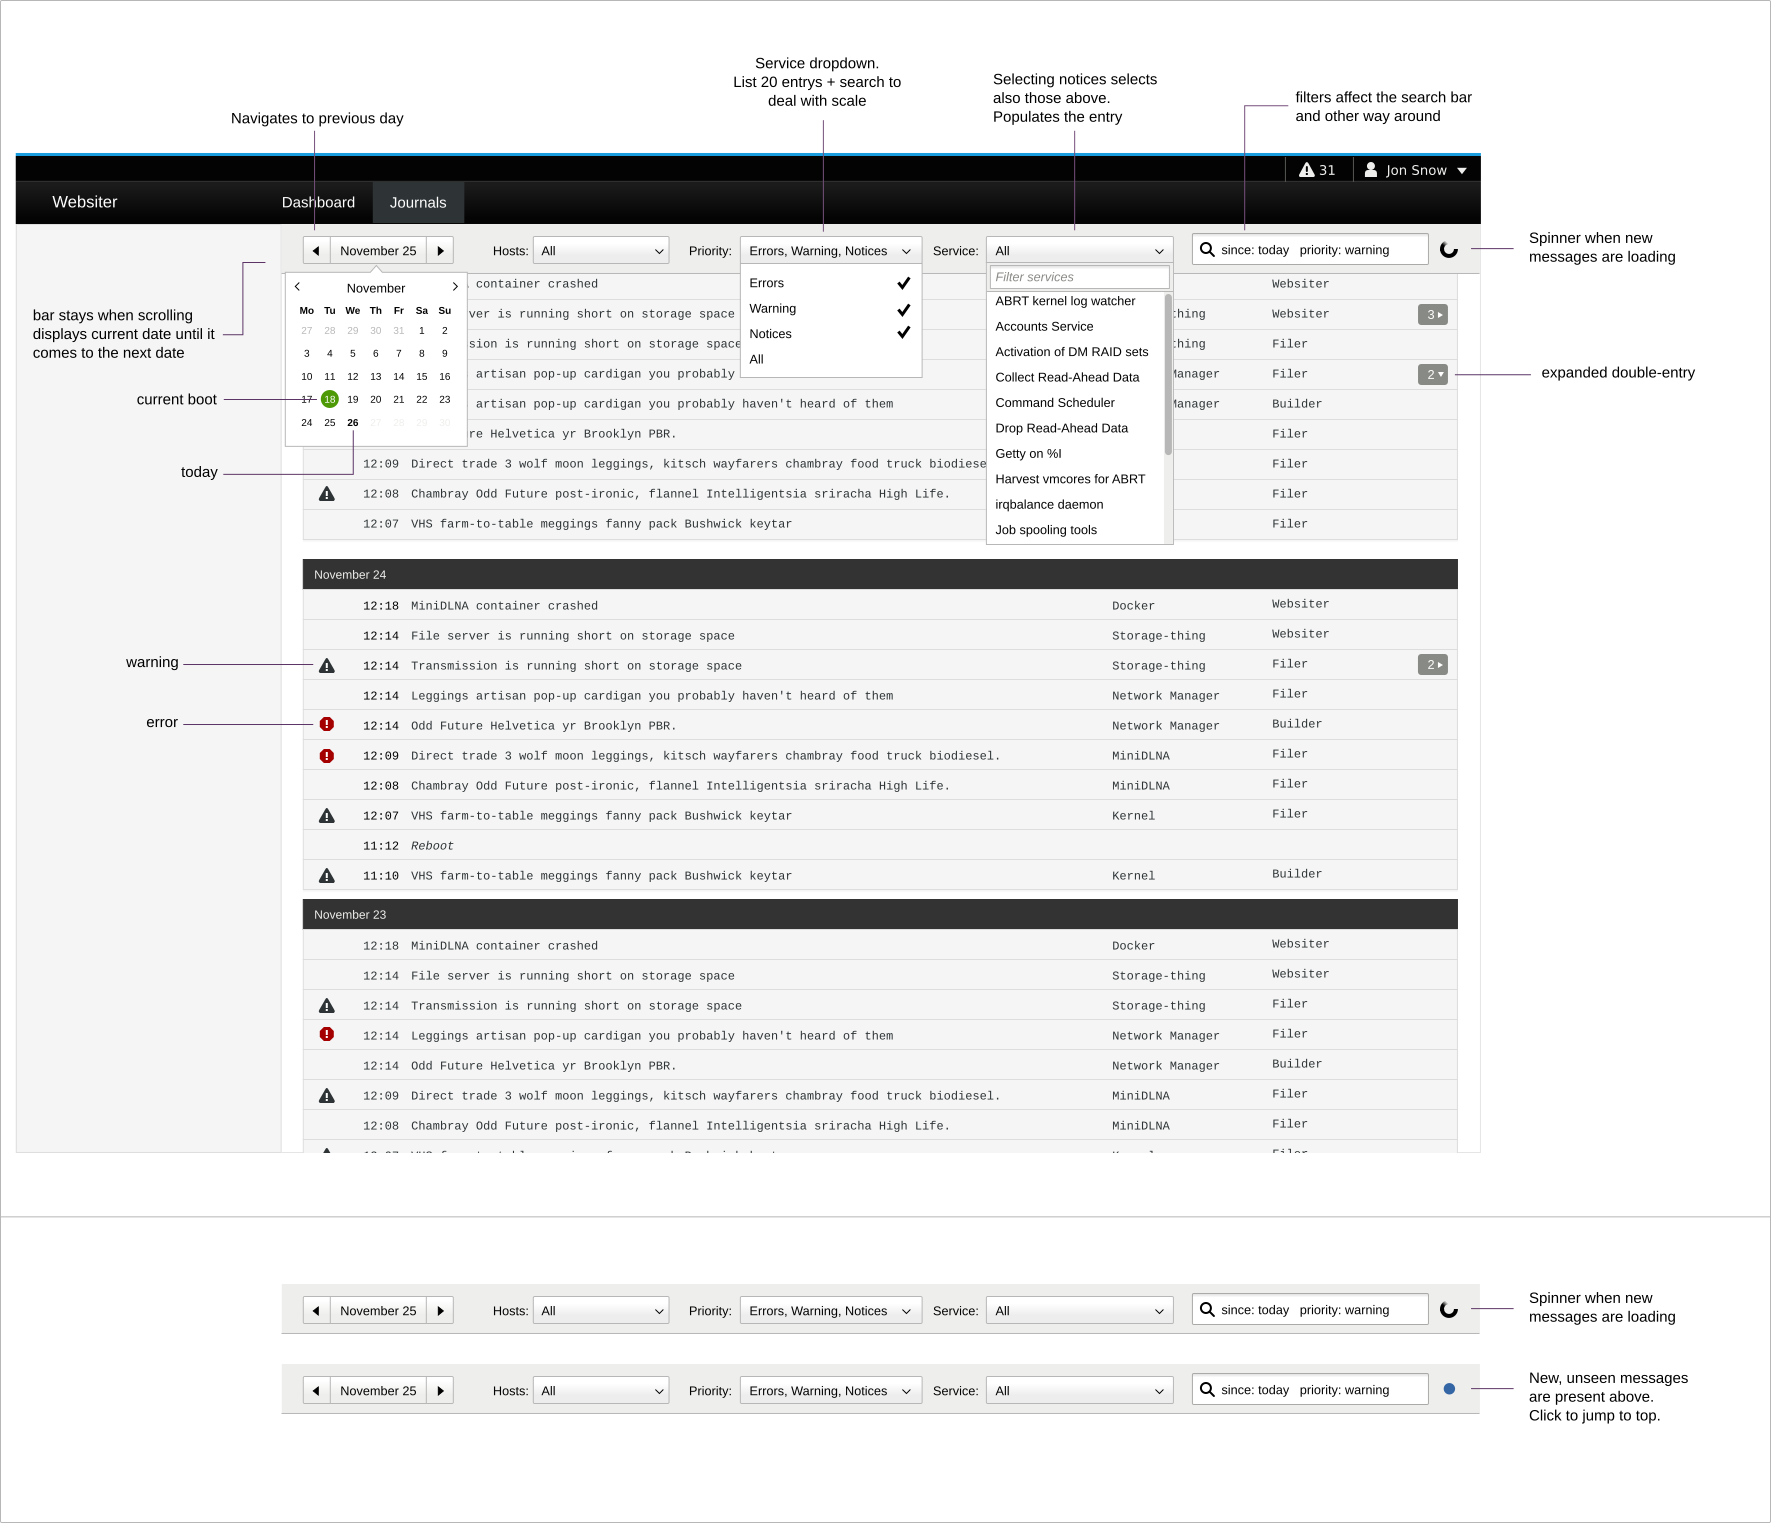 Service dropdown.
List 20 entrys + search to
deal with scale
Selecting notices selects
also those above.
Populates the entry
filters affect the search bar
and other way around
Navigates to previous day
31 Jon Snow
Websiter Dashboard Journals
November 25 Hosts: All Priority: Errors, Warning, Notices Service: All since: today priority: warning
Spinner when new
messages are loading
bar stays when scrolling
displays current date until it
comes to the next date
current boot
today
November
Mo Tu We Th Fr Sa Su
27 28 29 30 31 1 2
3 4 5 6 7 8 9
10 11 12 13 14 15 16
17 18 19 20 21 22 23
24 25 26 27 28 29 30
Errors
Warning
Notices
All
Filter services
ABRT kernel log watcher
Accounts Service
Activation of DM RAID sets
Collect Read-Ahead Data
Command Scheduler
Drop Read-Ahead Data
Getty on %I
Harvest vmcores for ABRT
irqbalance daemon
Job spooling tools
container crashed Websiter
ver is running short on storage space thing Websiter 3
sion is running short on storage space thing Filer
artisan pop-up cardigan you probably Manager Filer 2
expanded double-entry
artisan pop-up cardigan you probably haven't heard of them Manager Builder
re Helvetica yr Brooklyn PBR. Filer
12:09 Direct trade 3 wolf moon leggings, kitsch wayfarers chambray food truck biodiese Filer
12:08 Chambray Odd Future post-ironic, flannel Intelligentsia sriracha High Life. Filer
12:07 VHS farm-to-table meggings fanny pack Bushwick keytar Filer
November 24
12:18 MiniDLNA container crashed Docker Websiter
12:14 File server is running short on storage space Storage-thing Websiter
warning
12:14 Transmission is running short on storage space Storage-thing Filer 2
12:14 Leggings artisan pop-up cardigan you probably haven't heard of them Network Manager Filer
error
12:14 Odd Future Helvetica yr Brooklyn PBR. Network Manager Builder
12:09 Direct trade 3 wolf moon leggings, kitsch wayfarers chambray food truck biodiesel. MiniDLNA Filer
12:08 Chambray Odd Future post-ironic, flannel Intelligentsia sriracha High Life. MiniDLNA Filer
12:07 VHS farm-to-table meggings fanny pack Bushwick keytar Kernel Filer
11:12 Reboot
11:10 VHS farm-to-table meggings fanny pack Bushwick keytar Kernel Builder
November 23
12:18 MiniDLNA container crashed Docker Websiter
12:14 File server is running short on storage space Storage-thing Websiter
12:14 Transmission is running short on storage space Storage-thing Filer
12:14 Leggings artisan pop-up cardigan you probably haven't heard of them Network Manager Filer
12:14 Odd Future Helvetica yr Brooklyn PBR. Network Manager Builder
12:09 Direct trade 3 wolf moon leggings, kitsch wayfarers chambray food truck biodiesel. MiniDLNA Filer
12:08 Chambray Odd Future post-ironic, flannel Intelligentsia sriracha High Life. MiniDLNA Filer
November 25 Hosts: All Priority: Errors, Warning, Notices Service: All since: today priority: warning
Spinner when new
messages are loading
November 25 Hosts: All Priority: Errors, Warning, Notices Service: All since: today priority: warning
New, unseen messages
are present above.
Click to jump to top.